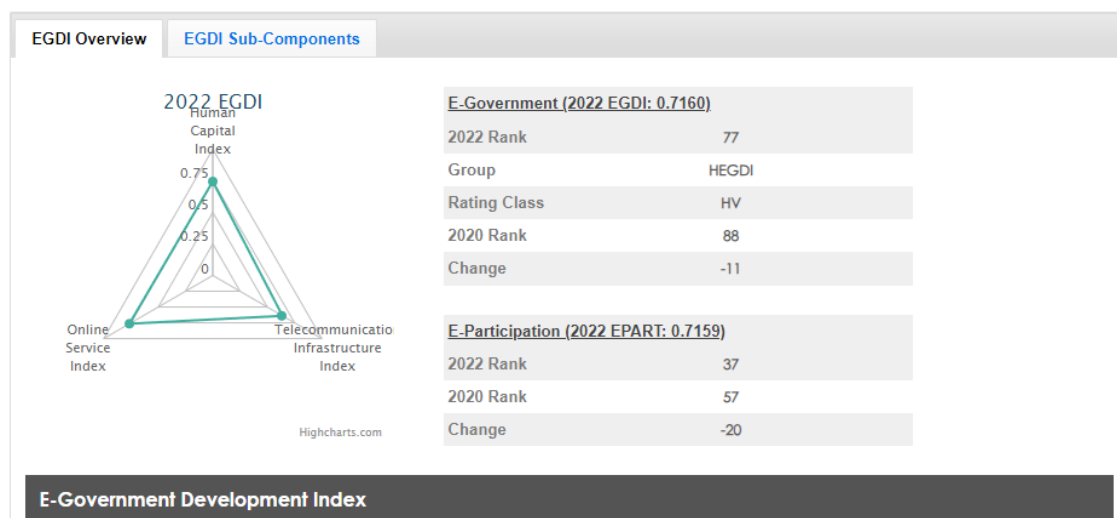 EGDI Overview
EGDI Sub-Components
2022 EGDI
Human
Capital
Index
0.75
0.5
0.25
0
Online
Service
Index
Telecommunicatio
Infrastructure
Index
Highcharts.com
E-Government (2022 EGDI: 0.7160)
2022 Rank 77
Group HEGDI
Rating Class HV
2020 Rank 88
Change -11
E-Participation (2022 EPART: 0.7159)
2022 Rank 37
2020 Rank 57
Change -20
E-Government Development Index